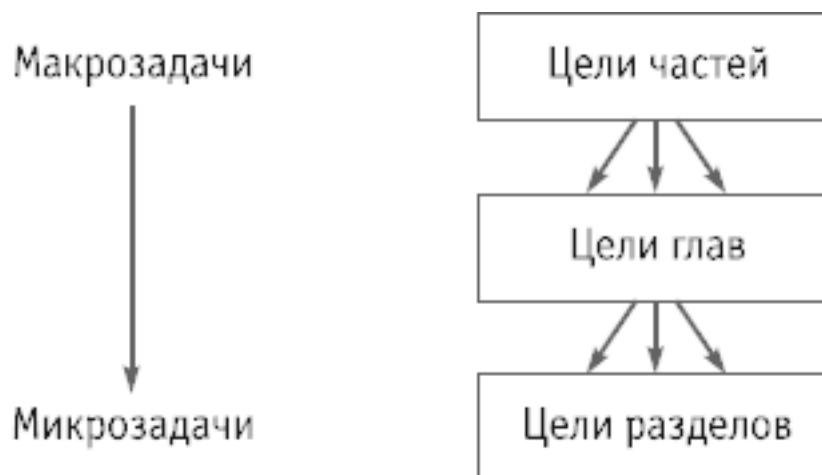 Макрозадачи
Цели частей
Цели глав
Микрозадачи
Цели разделов